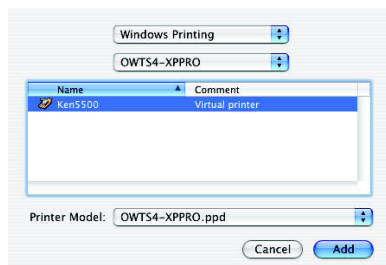 Windows Printing
OWTS4-XPPRO
Name Comment
Ken5500 Virtual printer
Printer Model: OWTS4-XPPRO.ppd
Cancel Add